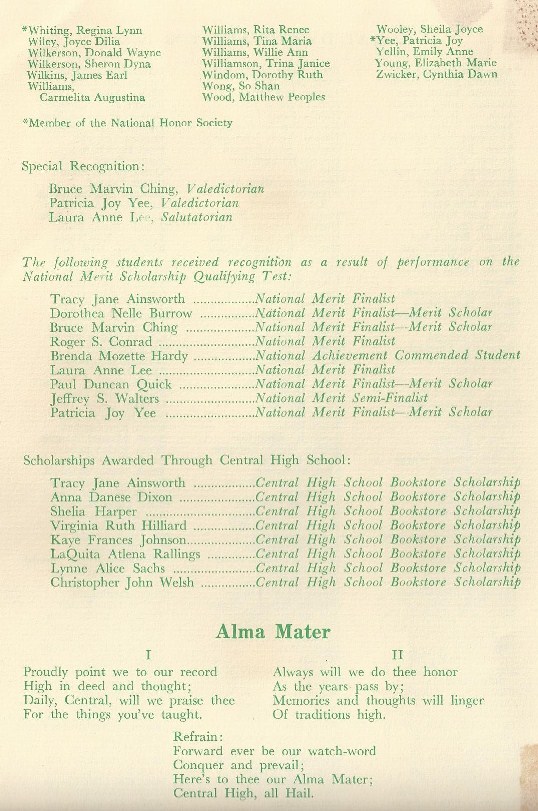 *Whiting, Regina Lynn
Wiley, Joyce Dilia
Wilkerson, Donald Wayne
Wilkerson, Sheron Dyna
Wilkins, James Earl
Williams,
Carmelita Augustina
Williams, Rita Renee
Williams, Tina Maria
Williams, Willie Ann
Williamson, Trina Janice
Windom, Dorothy Ruth
Wong, So Shan
Wood, Matthew Peoples
Wooley, Sheila Joyce
*Yee, Patricia Joy
Yellin, Emily Anne
Young, Elizabeth Marie
Zwicker, Cynthia Dawn
*Member of the National Honor Society
Special Recognition:
Bruce Marvin Ching, Valedictorian
Patricia Joy Yee, Valedictorian
Laura Anne Lee, Salutatorian
The following students received recognition as a result of performance on the
National Merit Scholarship Qualifying Test:
Tracy Jane Ainsworth .................National Merit Finalist
Dorothea Nelle Burrow ...............National Merit Finalist—Merit Scholar
Bruce Marvin Ching ...................National Merit Finalist—Merit Scholar
Roger S. Conrad ........................National Merit Finalist
Brenda Mozette Hardy ...............National Achievement Commended Student
Laura Anne Lee ........................National Merit Finalist
Paul Duncan Quick ....................National Merit Finalist—Merit Scholar
Jeffrey S. Walters ......................National Merit Semi-Finalist
Patricia Joy Yee ........................National Merit Finalist—Merit Scholar
Scholarships Awarded Through Central High School:
Tracy Jane Ainsworth .................Central High School Bookstore Scholarship
Anna Danese Dixon ...................Central High School Bookstore Scholarship
Shelia Harper ..........................Central High School Bookstore Scholarship
Virginia Ruth Hilliard ...............Central High School Bookstore Scholarship
Kaye Frances Johnson.................Central High School Bookstore Scholarship
LaQuita Atlena Rallings .............Central High School Bookstore Scholarship
Lynne Alice Sachs .....................Central High School Bookstore Scholarship
Christopher John Welsh .............Central High School Bookstore Scholarship
Alma Mater
I
Proudly point we to our record
High in deed and thought;
Daily, Central, will we praise thee
For the things you've taught.
II
Always will we do thee honor
As the years pass by;
Memories and thoughts will linger
Of traditions high.
Refrain:
Forward ever be our watch-word
Conquer and prevail;
Here's to thee our Alma Mater;
Central High, all Hail.